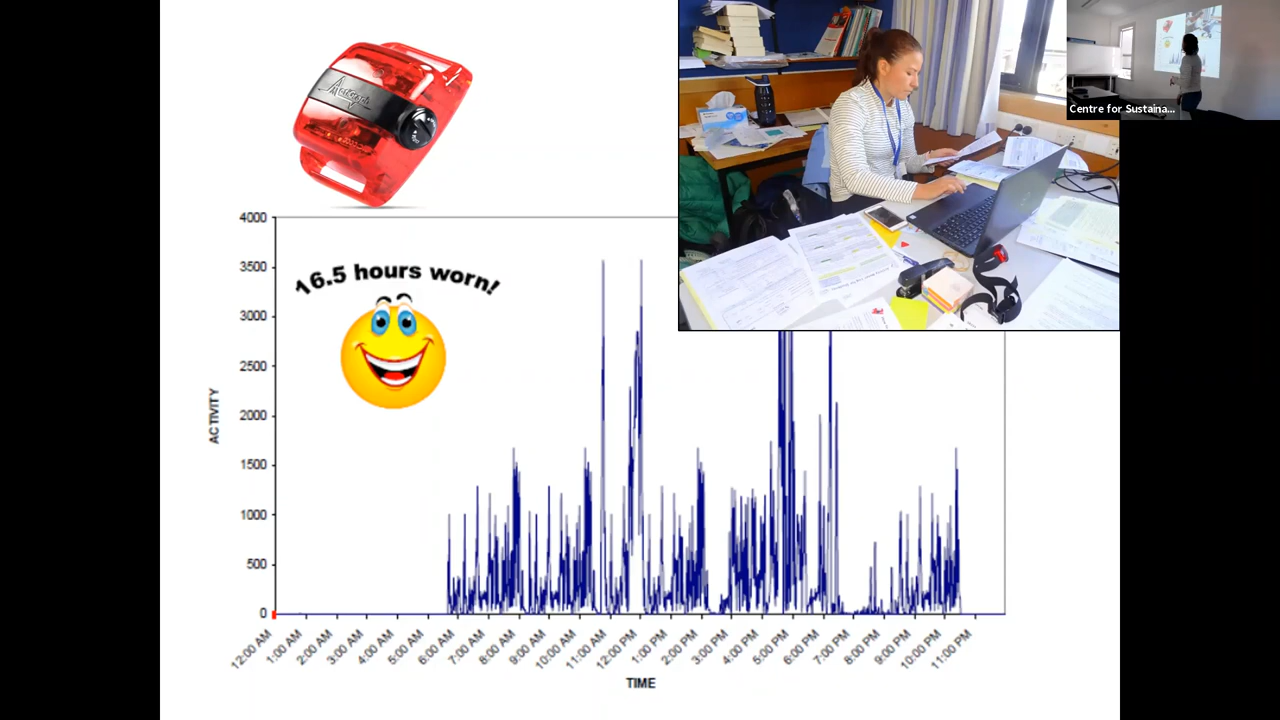 ActiGraph
Centre for Sustaina...
16.5 hours worn!
ACTIVITY
4000
3500
3000
2500
2000
1500
1000
500
0
12:00 AM
1:00 AM
2:00 AM
3:00 AM
4:00 AM
5:00 AM
6:00 AM
7:00 AM
8:00 AM
9:00 AM
10:00 AM
11:00 AM
12:00 PM
1:00 PM
2:00 PM
3:00 PM
4:00 PM
5:00 PM
6:00 PM
7:00 PM
8:00 PM
9:00 PM
10:00 PM
11:00 PM
TIME